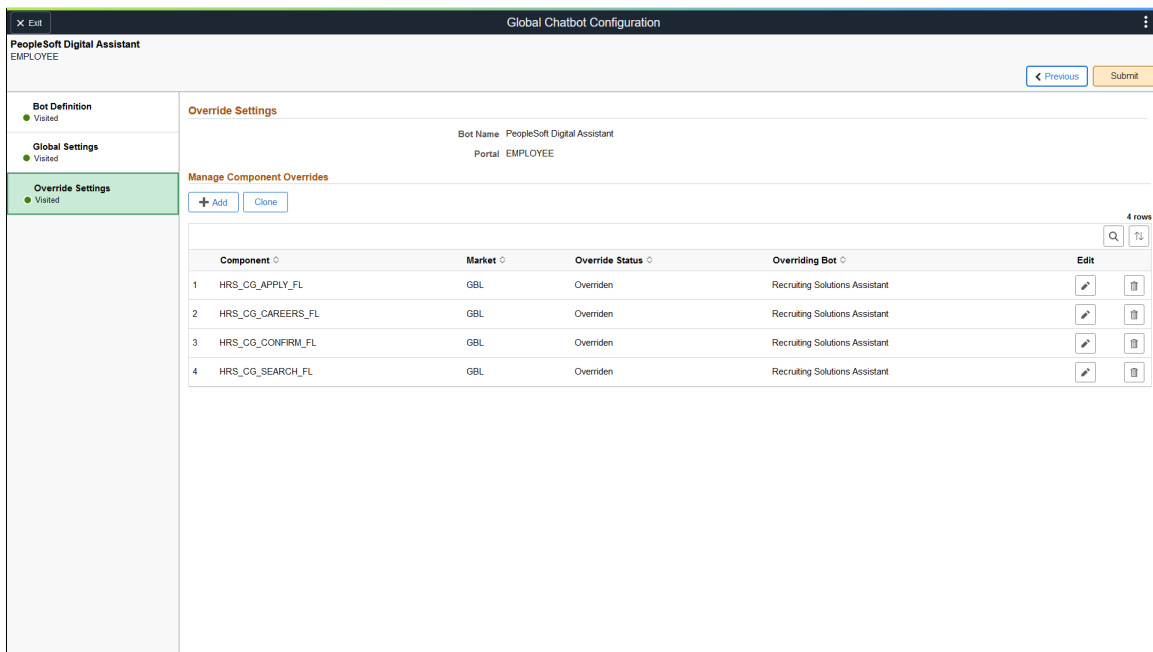 Exit
Global Chatbot Configuration
PeopleSoft Digital Assistant
EMPLOYEE
Previous
Submit
Bot Definition
Visited
Global Settings
Visited
Override Settings
Visited
Override Settings
Bot Name PeopleSoft Digital Assistant
Portal EMPLOYEE
Manage Component Overrides
Add Clone
4 rows
Component Market Override Status Overriding Bot Edit
1 HRS_CG_APPLY_FL GBL Overriden Recruiting Solutions Assistant
2 HRS_CG_CAREERS_FL GBL Overriden Recruiting Solutions Assistant
3 HRS_CG_CONFIRM_FL GBL Overriden Recruiting Solutions Assistant
4 HRS_CG_SEARCH_FL GBL Overriden Recruiting Solutions Assistant